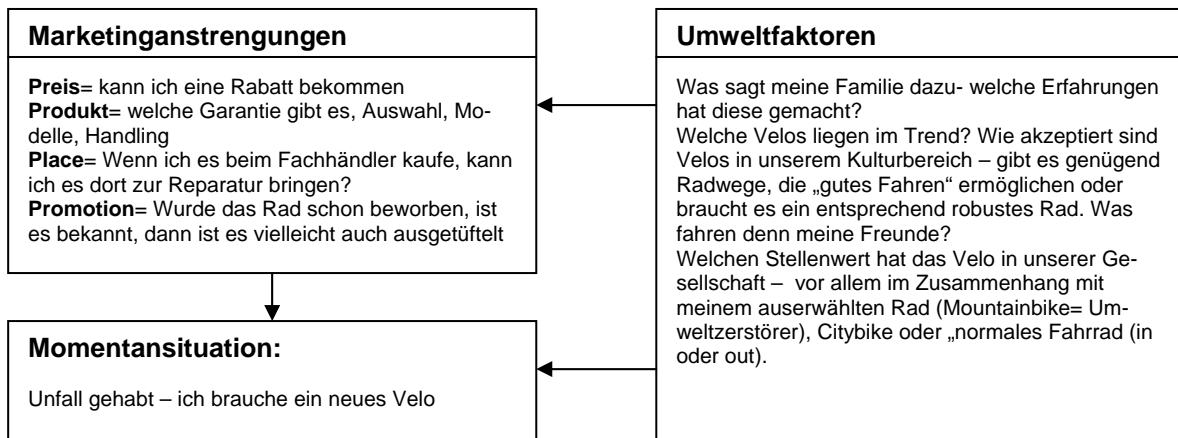 Marketinganstrengungen
Preis= kann ich eine Rabatt bekommen
Produkt= welche Garantie gibt es, Auswahl, Mo-
delle, Handling
Place= Wenn ich es beim Fachhändler kaufe, kann
ich es dort zur Reparatur bringen?
Promotion= Wurde das Rad schon beworben, ist
es bekannt, dann ist es vielleicht auch ausgetüftelt
Momentansituation:
Unfall gehabt – ich brauche ein neues Velo
Umweltfaktoren
Was sagt meine Familie dazu- welche Erfahrungen
hat diese gemacht?
Welche Velos liegen im Trend? Wie akzeptiert sind
Velos in unserem Kulturbereich – gibt es genügend
Radwege, die „gutes Fahren“ ermöglichen oder
braucht es ein entsprechend robustes Rad. Was
fahren denn meine Freunde?
Welchen Stellenwert hat das Velo in unserer Ge-
sellschaft – vor allem im Zusammenhang mit
meinem auserwählten Rad (Mountainbike= Um-
weltzerstörer), Citybike oder „normales Fahrrad (in
oder out).